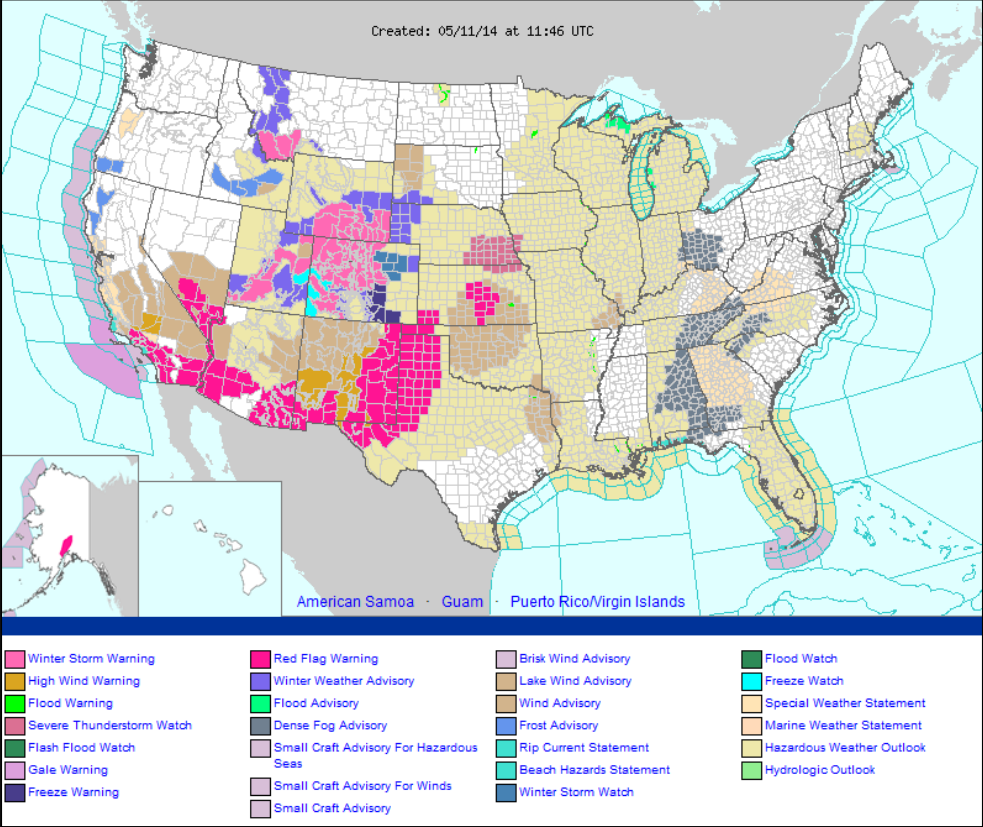 Created: 05/11/14 at 11:46 UTC
American Samoa · Guam · Puerto Rico/Virgin Islands
Winter Storm Warning
High Wind Warning
Flood Warning
Severe Thunderstorm Watch
Flash Flood Watch
Gale Warning
Freeze Warning
Red Flag Warning
Winter Weather Advisory
Flood Advisory
Dense Fog Advisory
Small Craft Advisory For Hazardous
Seas
Small Craft Advisory For Winds
Small Craft Advisory
Brisk Wind Advisory
Lake Wind Advisory
Wind Advisory
Frost Advisory
Rip Current Statement
Beach Hazards Statement
Winter Storm Watch
Flood Watch
Freeze Watch
Special Weather Statement
Marine Weather Statement
Hazardous Weather Outlook
Hydrologic Outlook